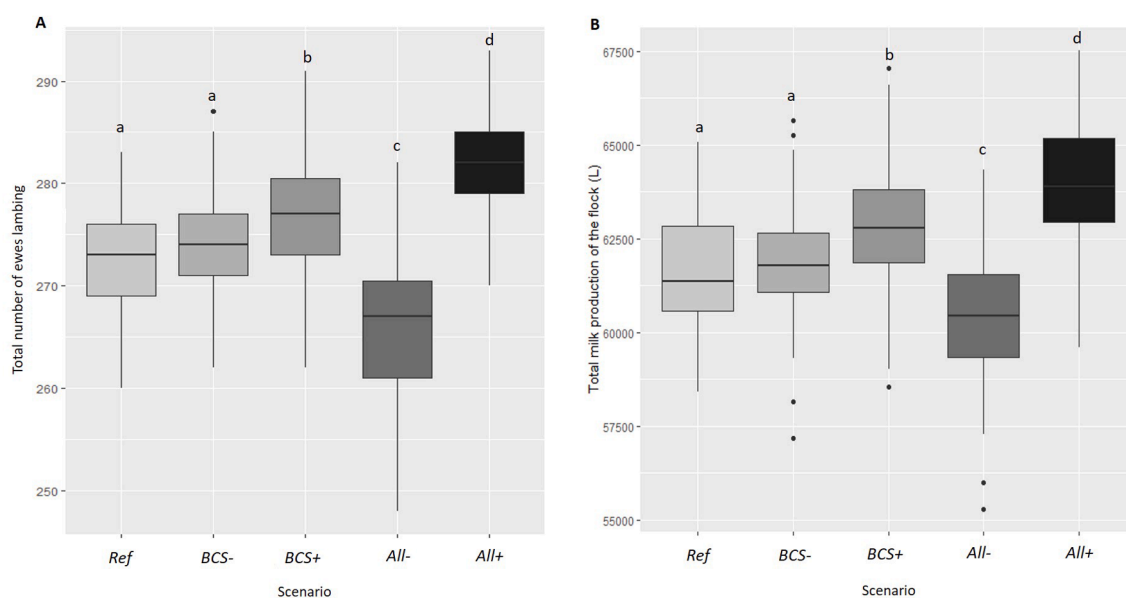 A
d
b
a
a
c
290
280
270
260
250
Total number of ewes lambing
Ref BCS- BCS+ All- All+
Scenario
B
d
b
a
a
c
67500
65000
62500
60000
57500
55000
Total milk production of the flock (L)
Ref BCS- BCS+ All- All+
Scenario